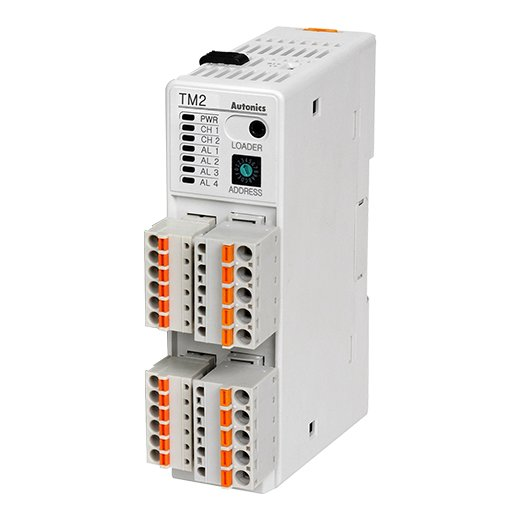 TM2
Autonics
PWR
CH 1
CH 2
AL 1
AL 2
AL 3
AL 4
LOADER
ADDRESS